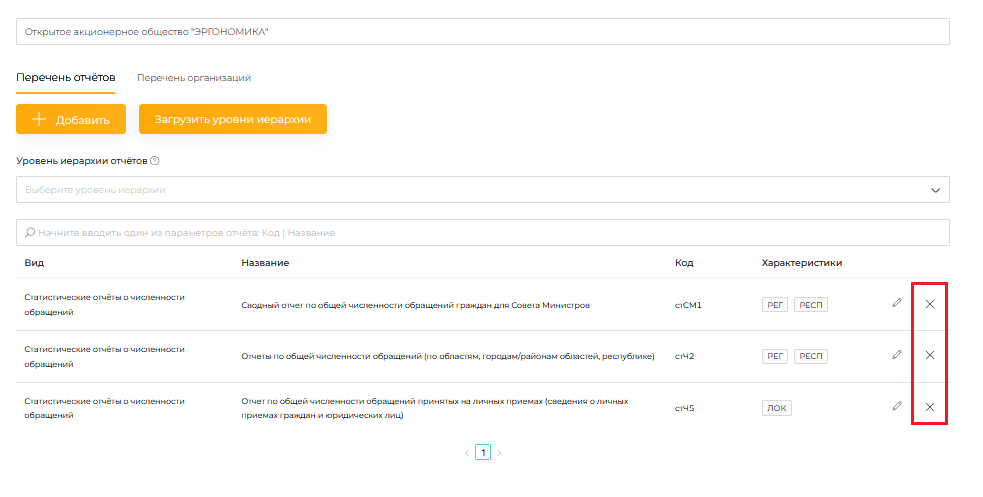 Открытое акционерное общество "ЭРГОНОМИКА"
Перечень отчётов Перечень организаций
Добавить Загрузить уровни иерархии
Уровень иерархии отчётов
Выберите уровень иерархии
Начните вводить один из параметров отчёта: Код | Название
Вид Название Код Характеристики
Статистические отчёты о численности
обращений
Сводный отчет по общей численности обращений граждан для Совета Министров
стСМ1
РЕГ РЕСП
Статистические отчёты о численности
обращений
Отчеты по общей численности обращений (по областям, городам/районам областей, республике)
стЧ2
РЕГ РЕСП
Статистические отчёты о численности
обращений
Отчет по общей численности обращений принятых на личных приемах (сведения о личных
приемах граждан и юридических лиц)
стЧ5
ЛОК
1